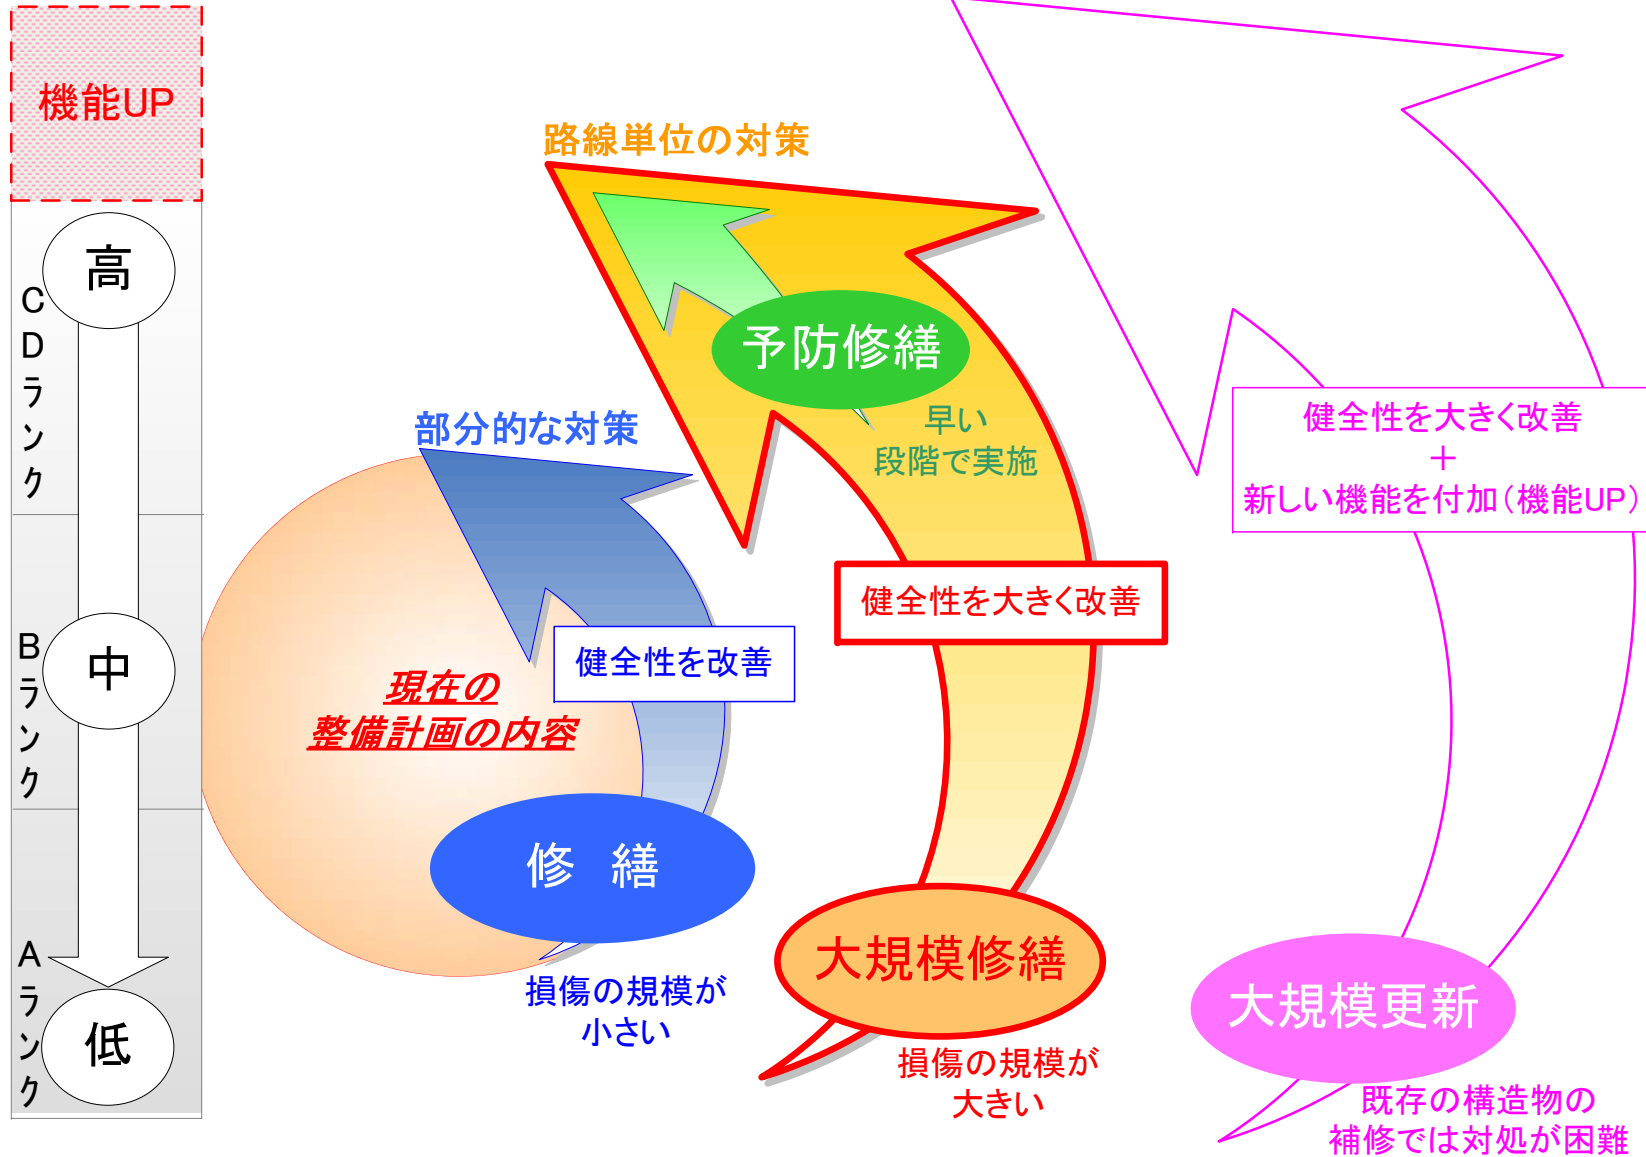 機能UP
高
CDランク
中
Bランク
低
Aランク
路線単位の対策
予防修繕
早い
段階で実施
部分的な対策
健全性を改善
現在の
整備計画の内容
修　繕
損傷の規模が
小さい
健全性を大きく改善
大規模修繕
損傷の規模が
大きい
健全性を大きく改善
＋
新しい機能を付加（機能UP）
大規模更新
既存の構造物の
補修では対処が困難